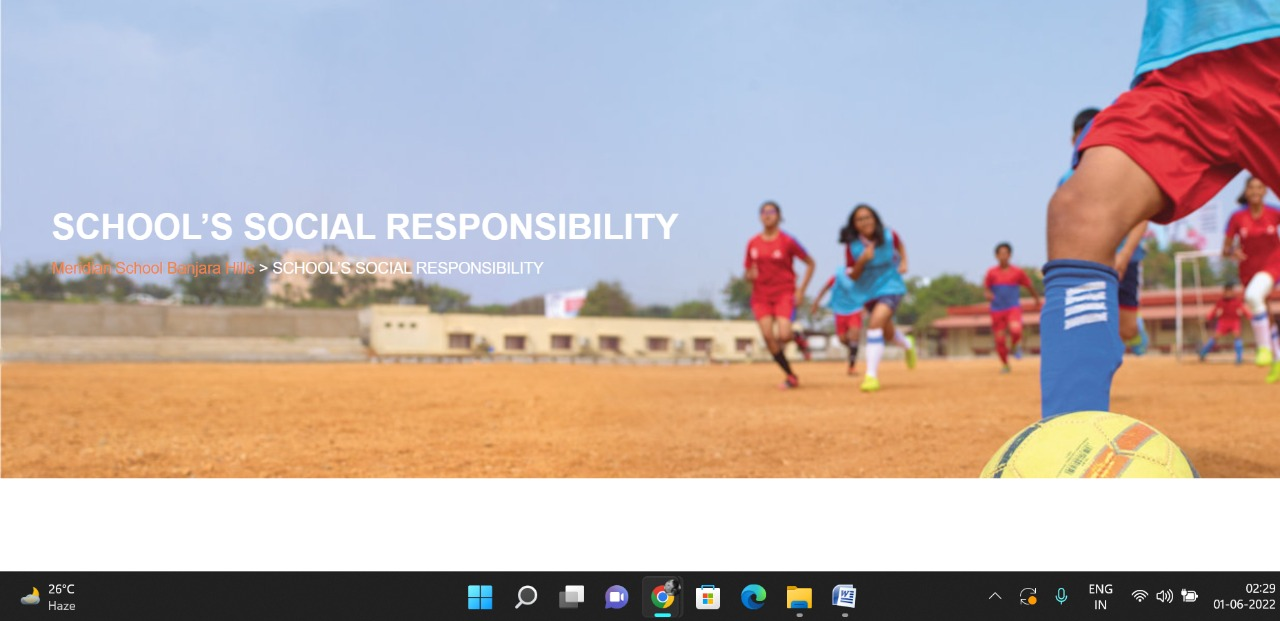 SCHOOL'S SOCIAL RESPONSIBILITY
Meridian School Banjara Hills > SCHOOL'S SOCIAL RESPONSIBILITY
26°C
Haze
ENG
IN
02:29
01-06-2022